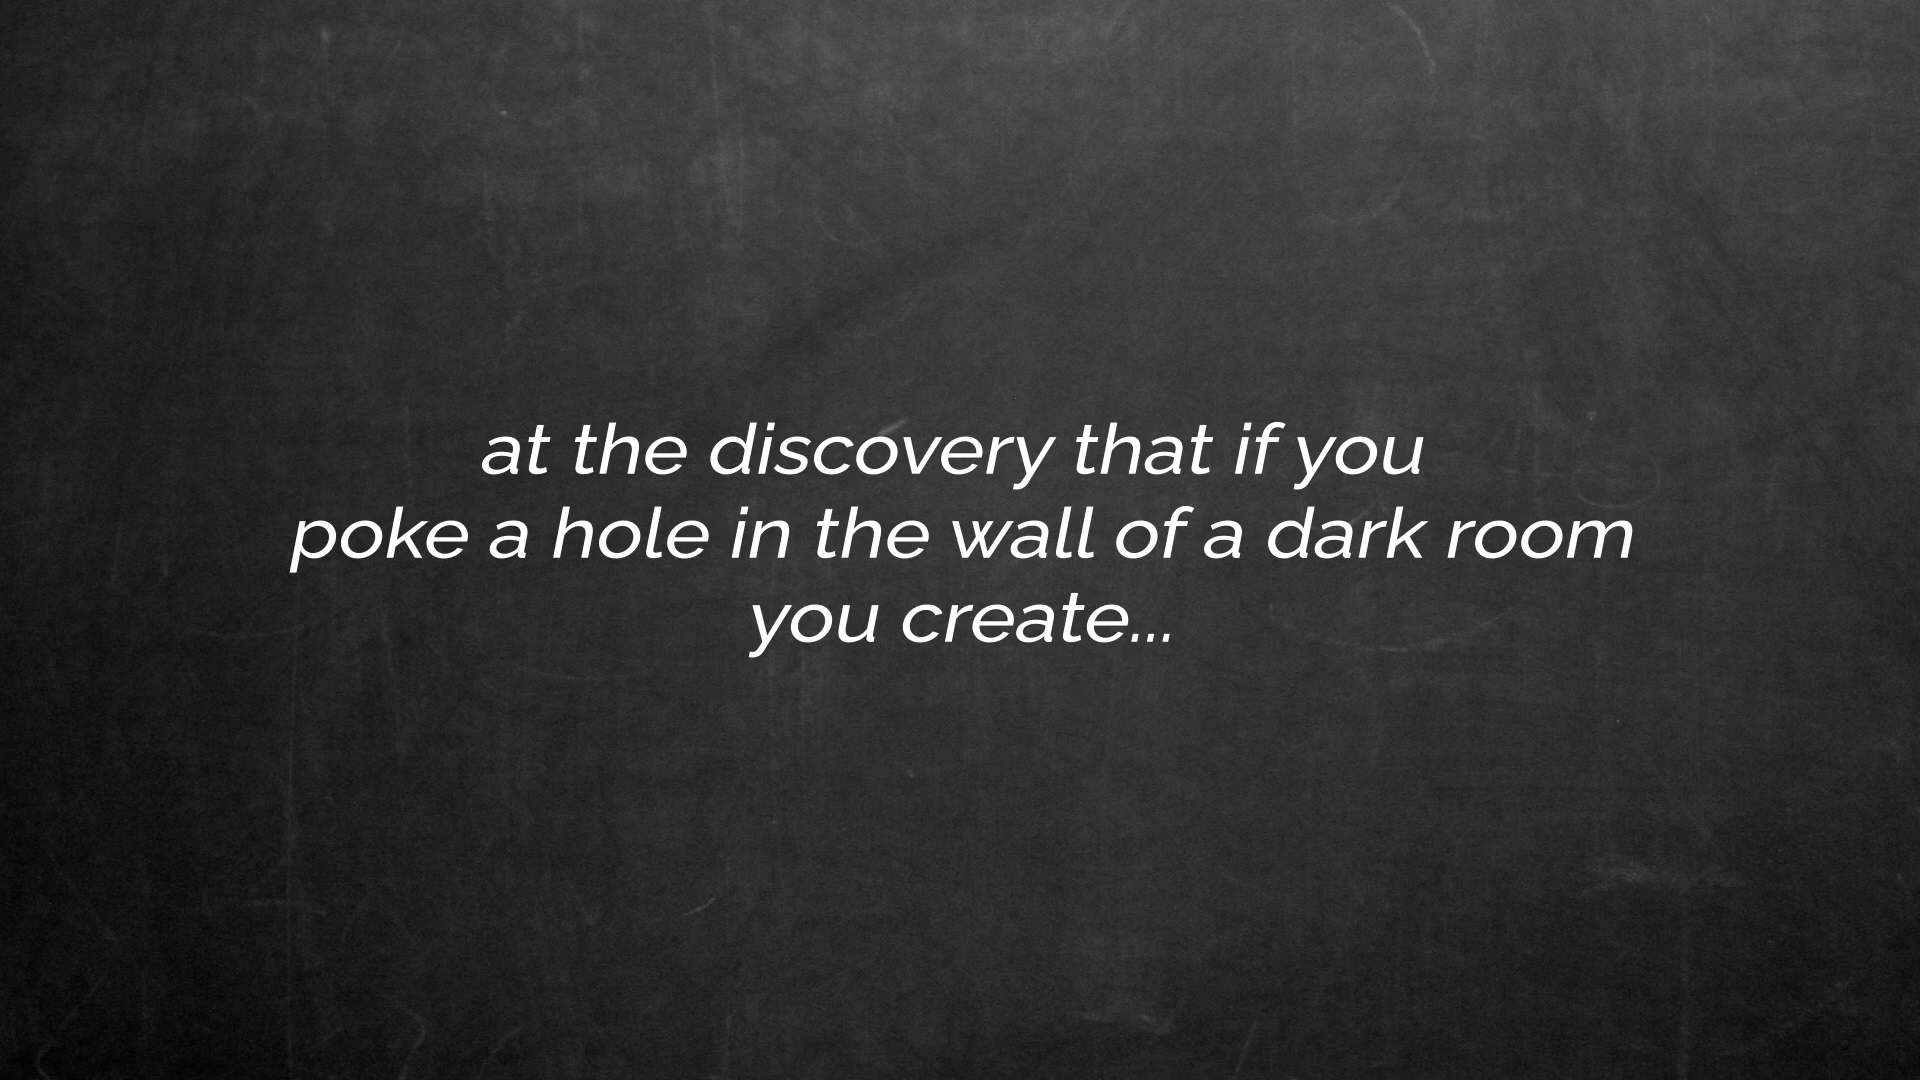 at the discovery that if you
poke a hole in the wall of a dark room
you create...